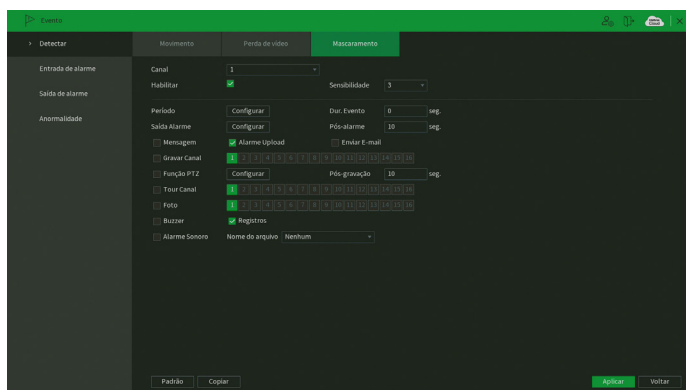 Evento
Detectar
Movimento Perda de vídeo Mascaramento
Entrada de alarme
Saída de alarme
Anormalidade
Canal 1
Habilitar Sensibilidade 3
Período Configurar Dur. Evento 0 seg.
Saída Alarme Configurar Pós-alarme 10 seg.
Mensagem Alarme Upload Enviar E-mail
Gravar Canal 1 2 3 4 5 6 7 8 9 10 11 12 13 14 15 16
Função PTZ Configurar Pós-gravação 10 seg.
Tour Canal 1 2 3 4 5 6 7 8 9 10 11 12 13 14 15 16
Foto 1 2 3 4 5 6 7 8 9 10 11 12 13 14 15 16
Buzzer Registros
Alarme Sonoro Nome do arquivo Nenhum
Padrão Copiar Aplicar Voltar